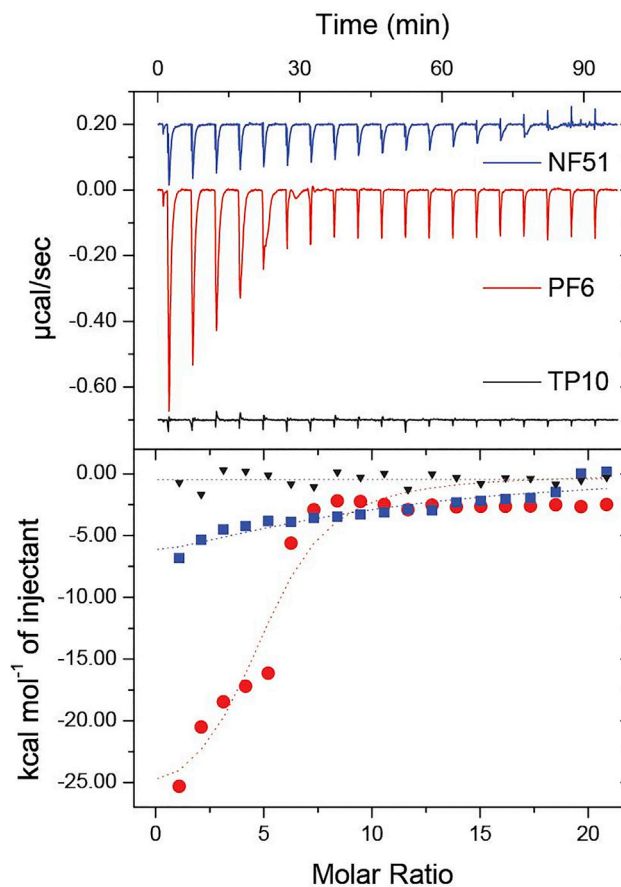 Time (min)
0 30 60 90
0.20
NF51
0.00
-0.20
PF6
-0.40
TP10
-0.60
µcal/sec
0.00
-5.00
-10.00
-15.00
-20.00
-25.00
kcal mol⁻¹ of injectant
0 5 10 15 20
Molar Ratio